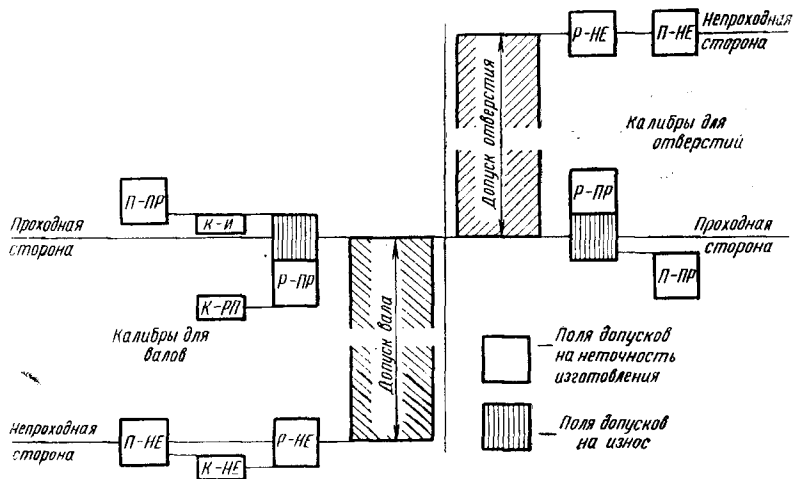 Р-НЕ
П-НЕ
Непроходная
сторона
Допуск отверстия
Калибры для
отверстий
П-ПР
К-И
Р-ПР
Проходная
сторона
Р-ПР
К-РП
Проходная
сторона
П-ПР
Калибры для
валов
Допуск вала
Поля допусков
на неточность
изготовления
Непроходная
сторона
П-НЕ
К-НЕ
Р-НЕ
Поля допусков
на износ